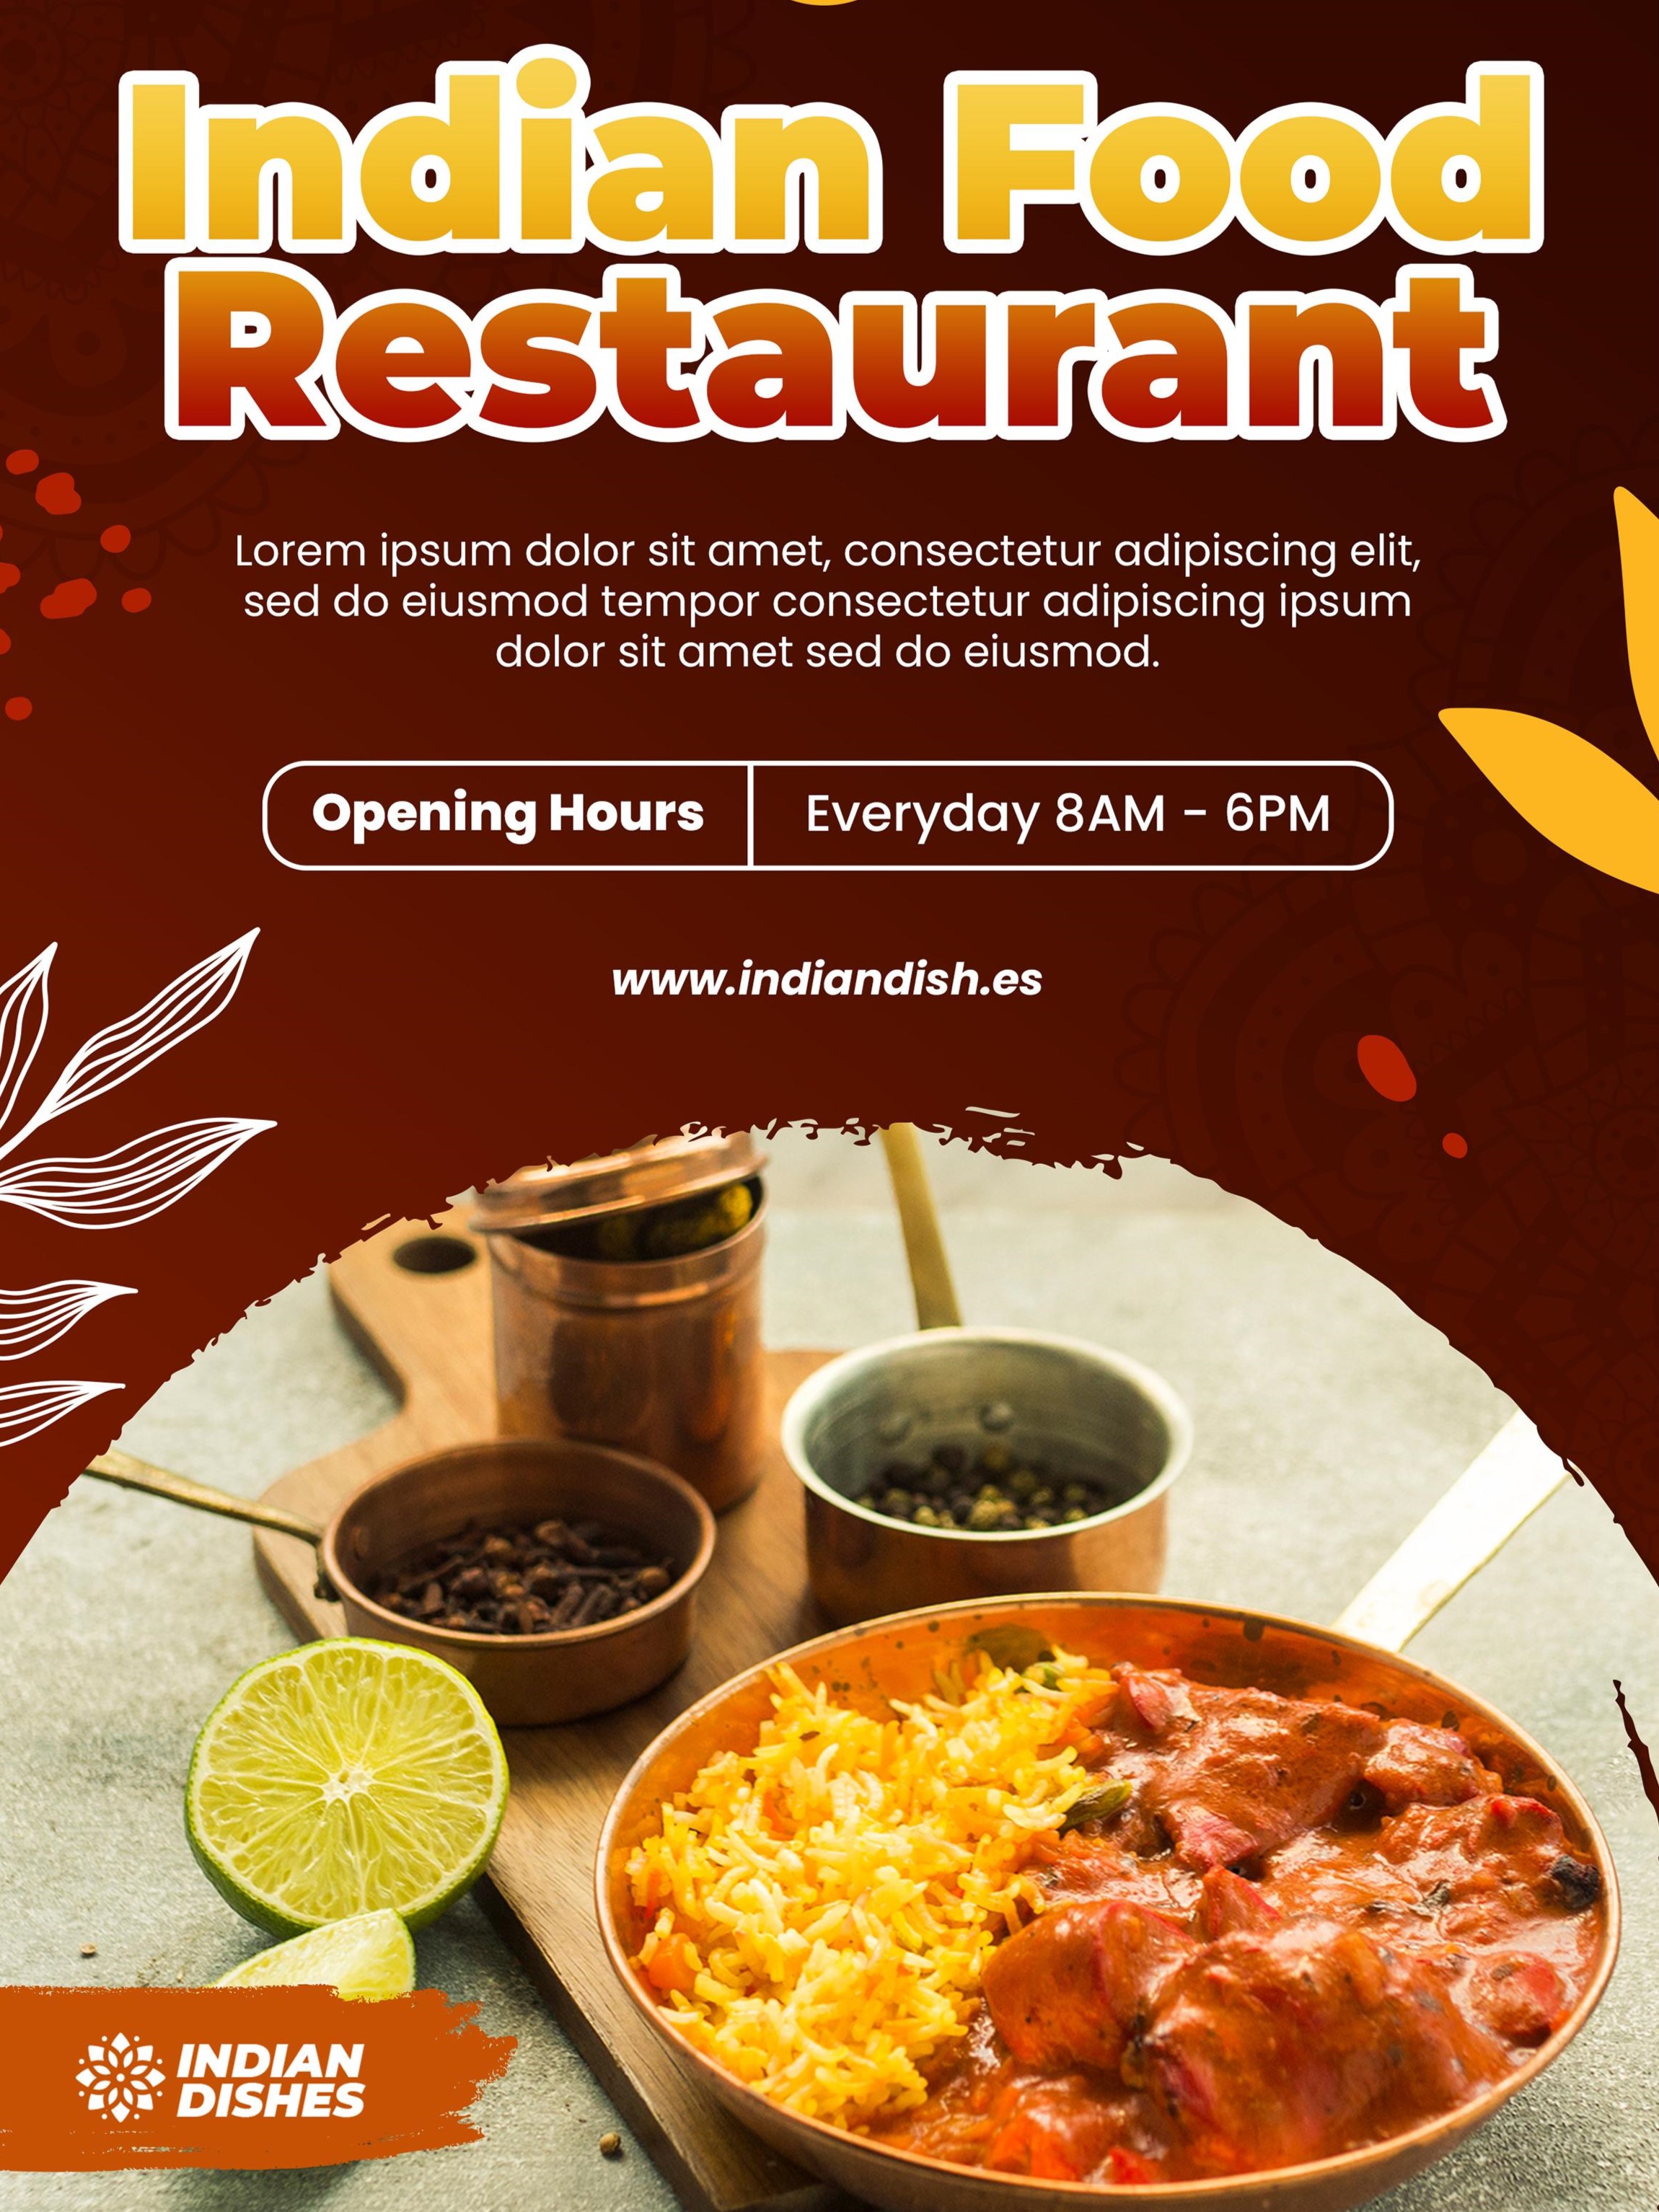 Indian Food
Restaurant
Lorem ipsum dolor sit amet, consectetur adipiscing elit,
sed do eiusmod tempor consectetur adipiscing ipsum
dolor sit amet sed do eiusmod.
Opening Hours
Everyday 8AM - 6PM
www.indiandish.es
INDIAN
DISHES